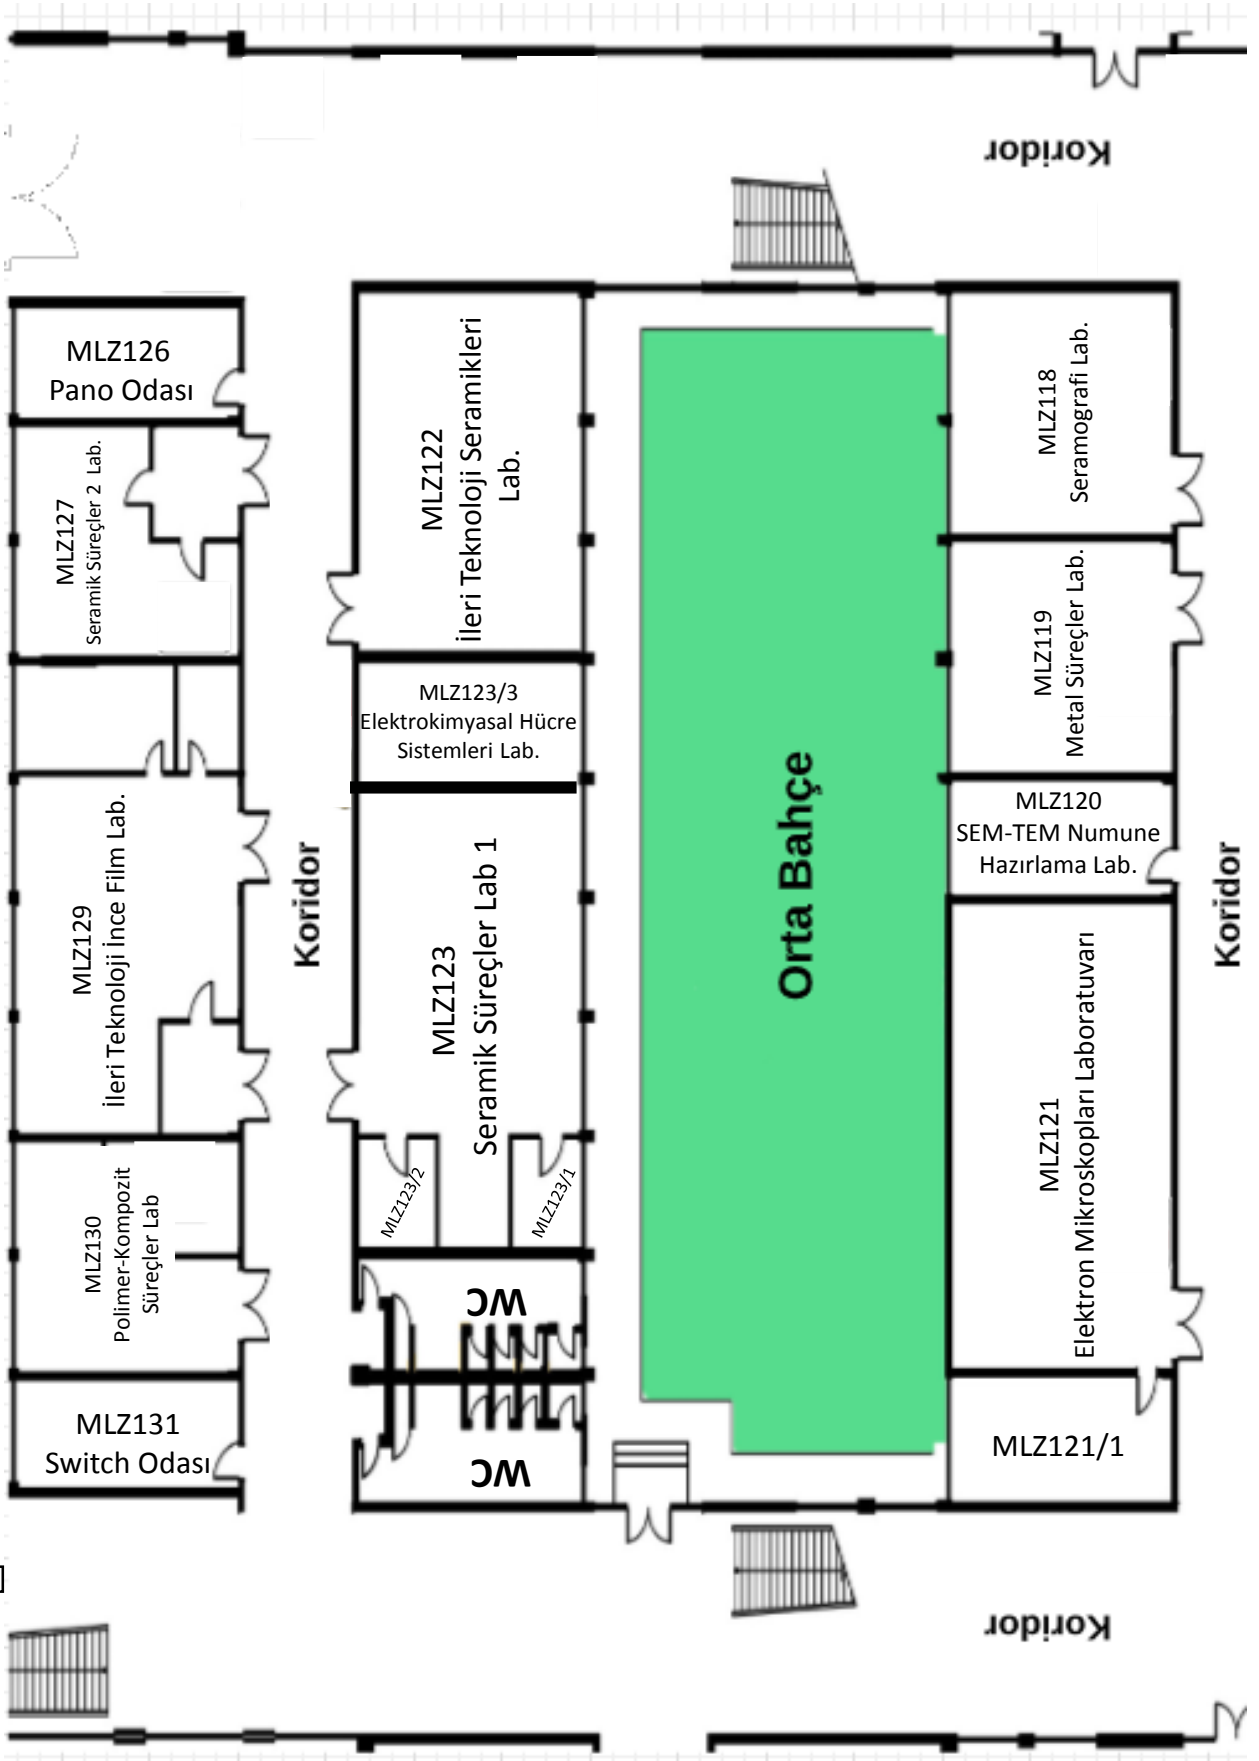 Koridor
MLZ126
Pano Odası
MLZ127
Seramik Süreçler 2 Lab.
MLZ122
İleri Teknoloji Seramikleri
Lab.
MLZ118
Seramografi Lab.
MLZ119
Metal Süreçler Lab.
MLZ123/3
Elektrokimyasal Hücre
Sistemleri Lab.
MLZ120
SEM-TEM Numune
Hazırlama Lab.
MLZ129
İleri Teknoloji İnce Film Lab.
Koridor
MLZ123
Seramik Süreçler Lab 1
Orta Bahçe
Koridor
MLZ121
Elektron Mikroskopları Laboratuvarı
MLZ123/2
MLZ123/1
MLZ130
Polimer-Kompozit
Süreçler Lab
WC
MLZ131
Switch Odası
WC
MLZ121/1
Koridor